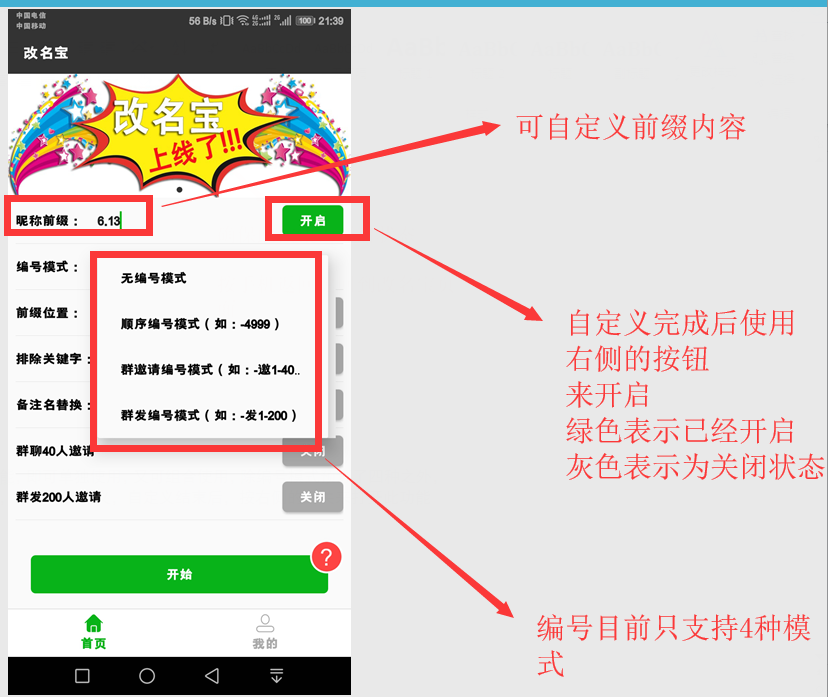 中国电信
中国移动
56 B/s 4G 2G 2G 100 21:39
改名宝
改名宝
上线了!!!
可自定义前缀内容
昵称前缀： 6.13
开启
编号模式：
无编号模式
前缀位置：
顺序编号模式（如：-4999）
自定义完成后使用
右侧的按钮
来开启
绿色表示已经开启
灰色表示为关闭状态
排除关键字：
群邀请编号模式（如：-邀1-40..
备注名替换：
群发编号模式（如：-发1-200）
群聊40人邀请
关闭
群发200人邀请
关闭
?
开始
首页
我的
编号目前只支持4种模
式